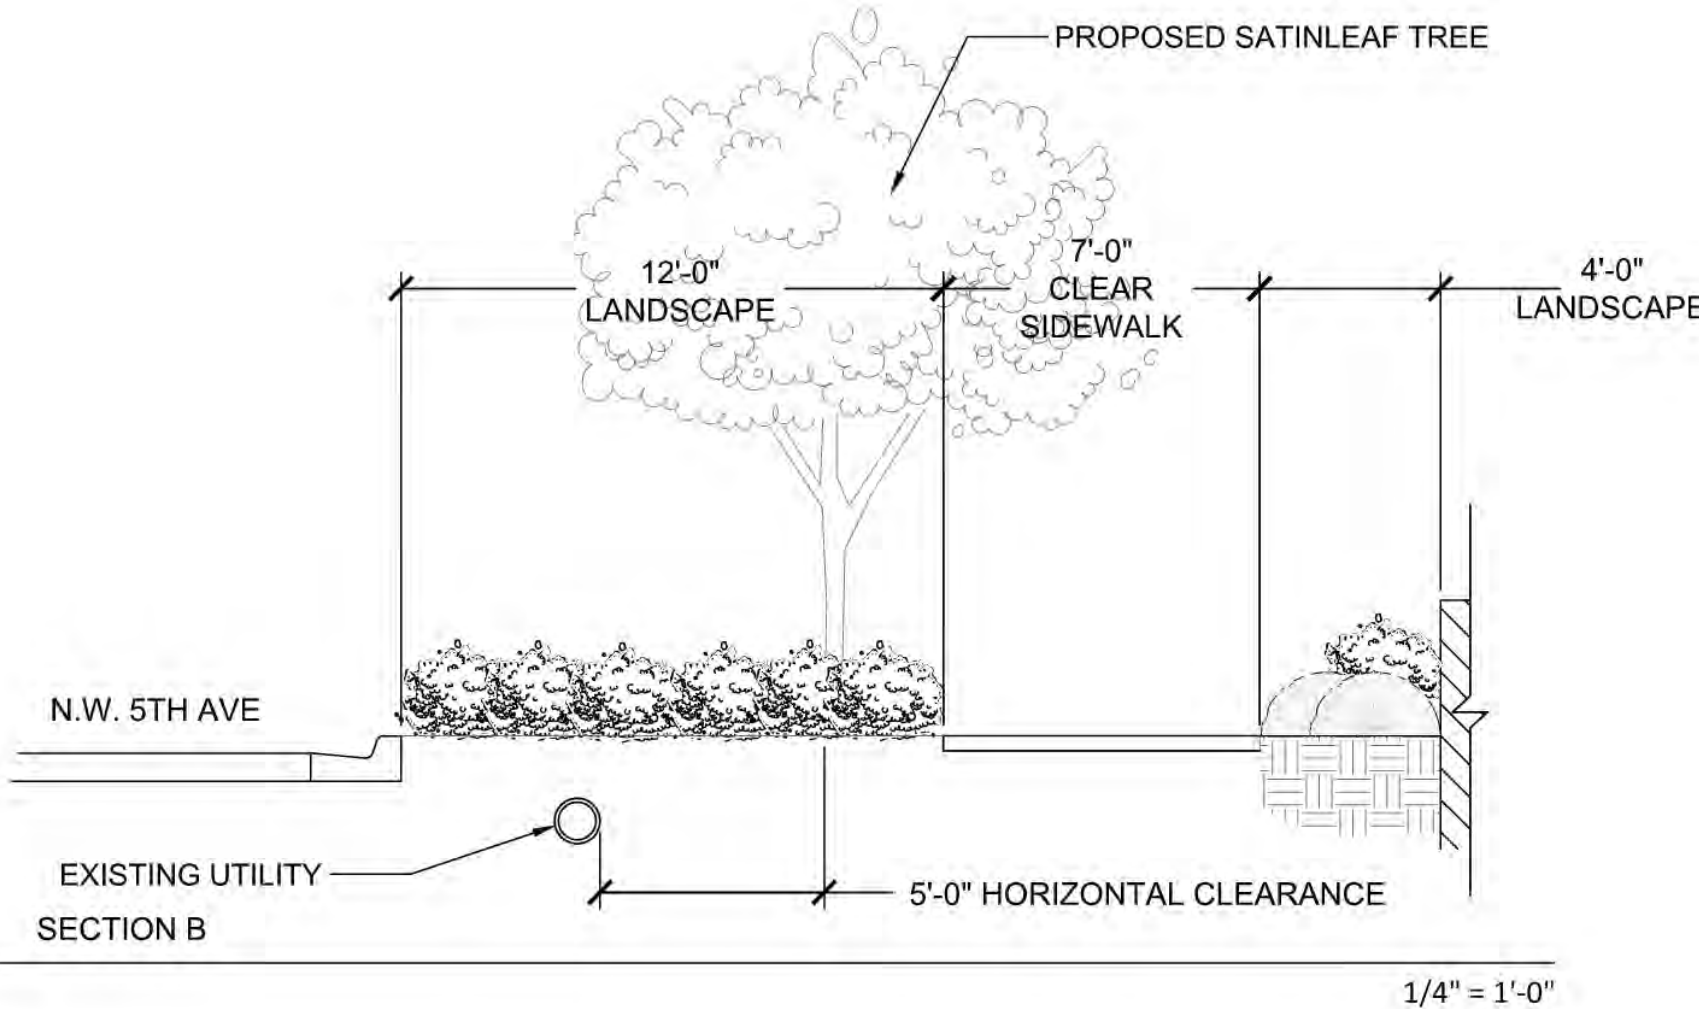 PROPOSED SATINLEAF TREE
12'-0"
LANDSCAPE
7'-0"
CLEAR
SIDEWALK
4'-0"
LANDSCAPE
N.W. 5TH AVE
EXISTING UTILITY
5'-0" HORIZONTAL CLEARANCE
SECTION B
1/4" = 1'-0"